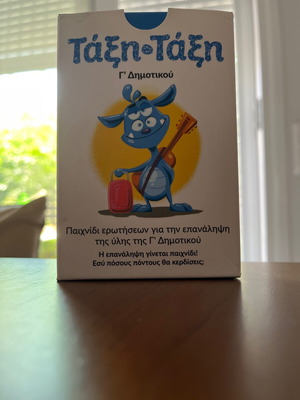 Τάξη-Τάξη
Γ' Δημοτικού
Παιχνίδι ερωτήσεων για την επανάληψη
της ύλης της Γ' Δημοτικού
Η επανάληψη γίνεται παιχνίδι!
Εσύ πόσους πόντους θα κερδίσεις;